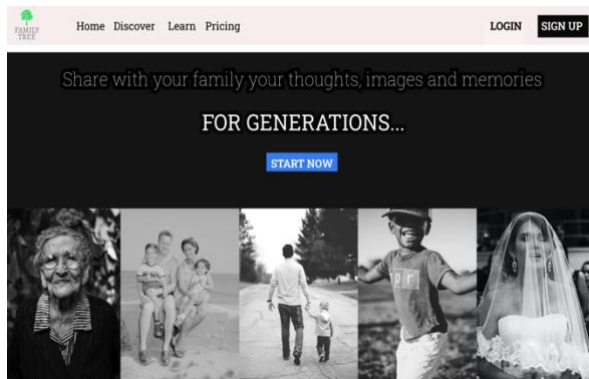 FAMILY
TREE
Home Discover Learn Pricing
LOGIN
SIGN UP
Share with your family your thoughts, images and memories
FOR GENERATIONS...
START NOW